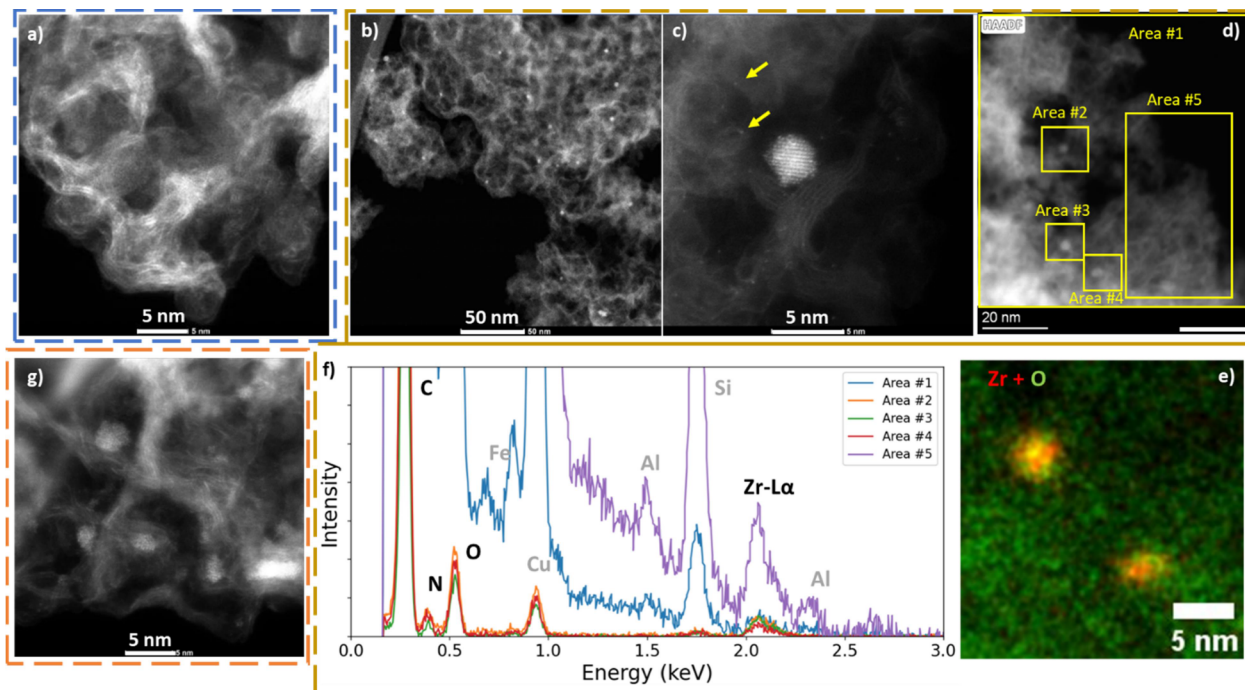 a)
5 nm
5 nm
b)
50 nm
50 nm
c)
5 nm
5 nm
HAADF
d)
Area #1
Area #5
Area #2
Area #3
Area #4
20 nm
g)
5 nm
5 nm
f)
Intensity
C
N
O
Fe
Cu
Al
Si
Zr-Lα
Al
Area #1
Area #2
Area #3
Area #4
Area #5
0.0 0.5 1.0 1.5 2.0 2.5 3.0
Energy (keV)
Zr + O
e)
5 nm